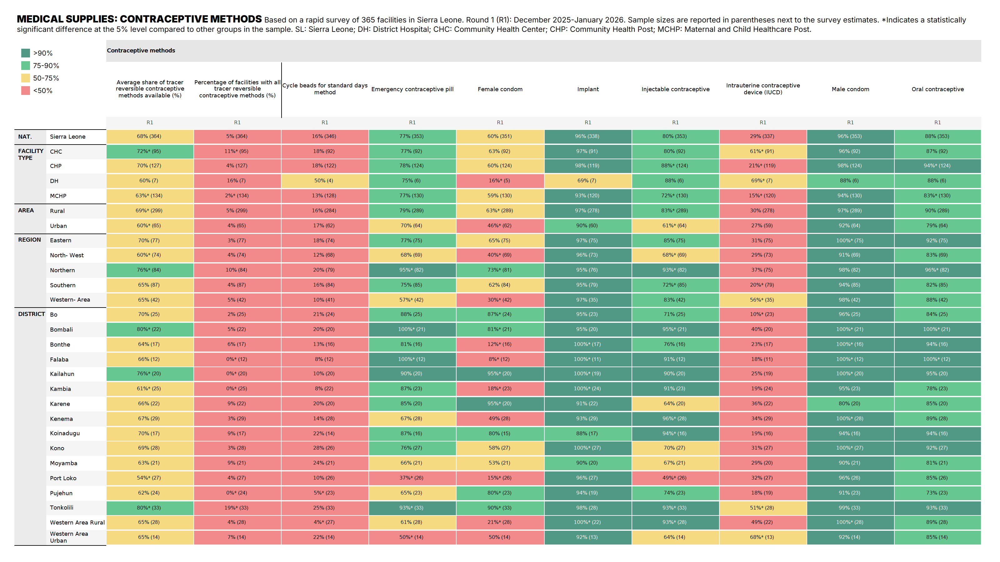 MEDICAL SUPPLIES: CONTRACEPTIVE METHODS Based on a rapid survey of 365 facilities in Sierra Leone. Round 1 (R1): December 2025-January 2026. Sample sizes are reported in parentheses next to the survey estimates. *Indicates a statistically
significant difference at the 5% level compared to other groups in the sample. SL: Sierra Leone; DH: District Hospital; CHC: Community Health Center; CHP: Community Health Post; MCHP: Maternal and Child Healthcare Post.
>90%
75-90%
50-75%
<50%
Contraceptive methods
Average share of tracer
reversible contraceptive
methods available (%)
Percentage of facilities with all
tracer reversible
contraceptive methods (%)
Cycle beads for standard days
method
Emergency contraceptive pill
Female condom
Implant
Injectable contraceptive
Intrauterine contraceptive
device (IUCD)
Male condom
Oral contraceptive
R1 R1 R1 R1 R1 R1 R1 R1 R1 R1
NAT. Sierra Leone 68% (364) 5% (364) 16% (346) 77% (353) 60% (351) 96% (338) 80% (353) 29% (337) 96% (353) 88% (353)
FACILITY
TYPE
CHC 72%* (95) 11%* (95) 18% (92) 77% (92) 63% (92) 97% (91) 80% (92) 61%* (91) 96% (92) 87% (92)
CHP 70% (127) 4% (127) 18% (122) 78% (124) 60% (124) 98% (119) 88%* (124) 21%* (119) 98% (124) 94%* (124)
DH 60% (7) 16% (7) 50% (4) 75% (6) 16%* (5) 69% (7) 88% (6) 69%* (7) 88% (6) 88% (6)
MCHP 63%* (134) 2%* (134) 13% (128) 77% (130) 59% (130) 93% (120) 72%* (130) 15%* (120) 94% (130) 83%* (130)
AREA Rural 69%* (299) 5% (299) 16% (284) 79% (289) 63%* (289) 97% (278) 83%* (289) 30% (278) 97% (289) 90% (289)
Urban 60%* (65) 4% (65) 17% (62) 70% (64) 46%* (62) 90% (60) 61%* (64) 27% (59) 92% (64) 79% (64)
REGION Eastern 70% (77) 3% (77) 18% (74) 77% (75) 65% (75) 97% (75) 85% (75) 31% (75) 100%* (75) 92% (75)
North- West 60%* (74) 4% (74) 12% (68) 68% (69) 40%* (69) 96% (73) 68%* (69) 29% (73) 91% (69) 83% (69)
Northern 76%* (84) 10% (84) 20% (79) 95%* (82) 73%* (81) 95% (76) 93%* (82) 37% (75) 98% (82) 96%* (82)
Southern 65% (87) 4% (87) 16% (84) 75% (85) 62% (84) 95% (79) 72%* (85) 20%* (79) 94% (85) 82% (85)
Western- Area 65% (42) 5% (42) 10% (41) 57%* (42) 30%* (42) 97% (35) 83% (42) 56%* (35) 98% (42) 88% (42)
DISTRICT Bo 70% (25) 2% (25) 21% (24) 88% (25) 87%* (24) 95% (23) 71% (25) 10%* (23) 96% (25) 84% (25)
Bombali 80%* (22) 5% (22) 20% (20) 100%* (21) 81%* (21) 95% (20) 95%* (21) 40% (20) 100%* (21) 100%* (21)
Bonthe 64% (17) 6% (17) 13% (16) 81% (16) 12%* (16) 100%* (17) 76% (16) 23% (17) 100%* (16) 94% (16)
Falaba 66% (12) 0%* (12) 8% (12) 100%* (12) 8%* (12) 100%* (11) 91% (12) 18% (11) 100%* (12) 100%* (12)
Kailahun 76%* (20) 0%* (20) 10% (20) 90% (20) 95%* (20) 100%* (19) 90% (20) 25% (19) 100%* (20) 95% (20)
Kambia 61%* (25) 0%* (25) 8% (22) 87% (23) 18%* (23) 100%* (24) 91% (23) 19% (24) 95% (23) 78% (23)
Karene 66% (22) 9% (22) 20% (20) 85% (20) 95%* (20) 91% (22) 64% (20) 36% (22) 80% (20) 85% (20)
Kenema 67% (29) 3% (29) 14% (28) 67% (28) 49% (28) 93% (29) 96%* (28) 34% (29) 100%* (28) 89% (28)
Koinadugu 70% (17) 9% (17) 22% (14) 87% (16) 80% (15) 88% (17) 94%* (16) 19% (16) 94% (16) 94% (16)
Kono 69% (28) 3% (28) 28% (26) 76% (27) 58% (27) 100%* (27) 70% (27) 31% (27) 100%* (27) 92% (27)
Moyamba 63% (21) 9% (21) 24% (21) 66% (21) 53% (21) 90% (20) 67% (21) 29% (20) 90% (21) 81% (21)
Port Loko 54%* (27) 4% (27) 10% (26) 37%* (26) 15%* (26) 96% (27) 49%* (26) 32% (27) 96% (26) 85% (26)
Pujehun 62% (24) 0%* (24) 5%* (23) 65% (23) 80%* (23) 94% (19) 74% (23) 18% (19) 91% (23) 73% (23)
Tonkolili 80%* (33) 19%* (33) 25% (33) 93%* (33) 90%* (33) 98% (28) 93%* (33) 51%* (28) 99% (33) 93% (33)
Western Area Rural 65% (28) 4% (28) 4%* (27) 61% (28) 21%* (28) 100%* (22) 93%* (28) 49% (22) 100%* (28) 89% (28)
Western Area
Urban
65% (14) 7% (14) 22% (14) 50%* (14) 50% (14) 92% (13) 64% (14) 68%* (13) 92% (14) 85% (14)